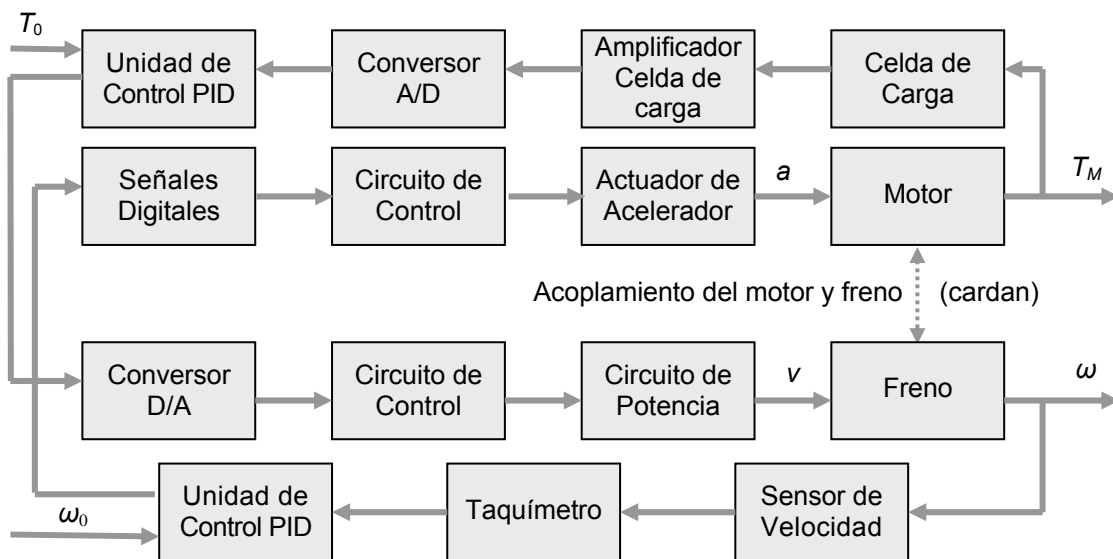 T0
Unidad de
Control PID
Conversor
A/D
Amplificador
Celda de
carga
Celda de
Carga
Señales
Digitales
Circuito de
Control
Actuador de
Acelerador
a
Motor
TM
Acoplamiento del motor y freno (cardan)
Conversor
D/A
Circuito de
Control
Circuito de
Potencia
v
Freno
ω
ω0
Unidad de
Control PID
Taquímetro
Sensor de
Velocidad